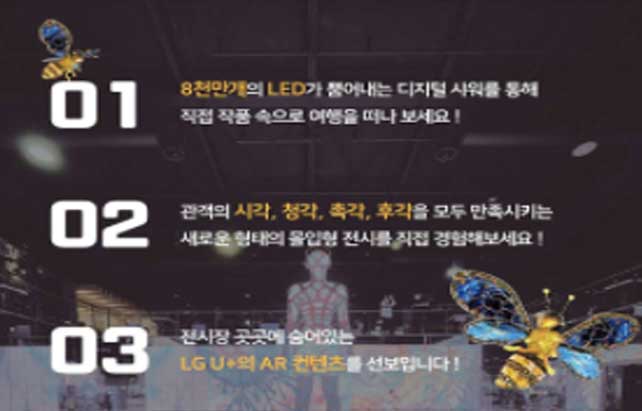 01
8천만개의 LED가 뿜어내는 디지털 샤워를 통해
직접 작품 속으로 여행을 떠나 보세요 !
02
관객의 시각, 청각, 촉각, 후각을 모두 만족시키는
새로운 형태의 몰입형 전시를 직접 경험해보세요 !
03
전시장 곳곳에 숨어있는
LG U+의 AR 컨텐츠를 선보입니다 !